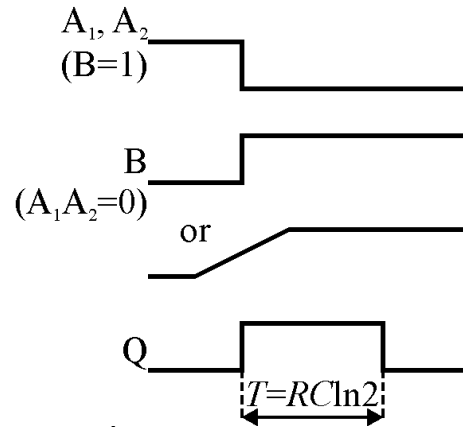 A₁, A₂
(B=1)
B
(A₁A₂=0)
or
Q
T=RCln2